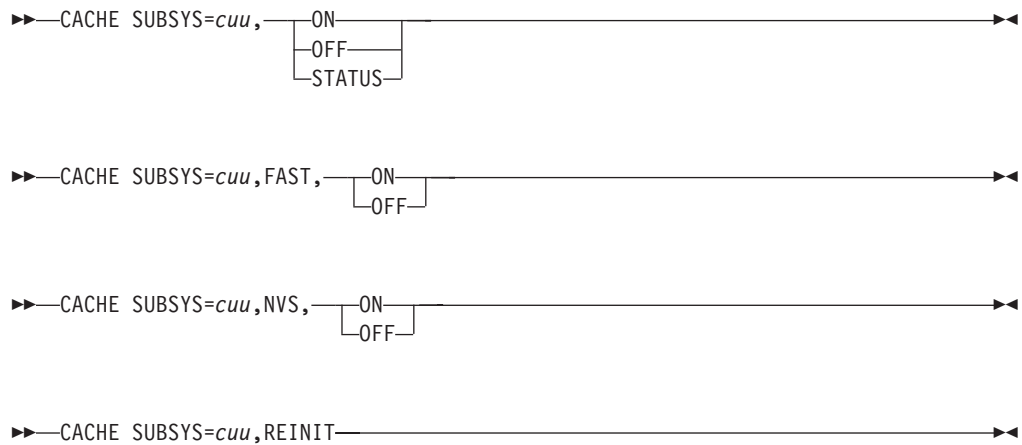 CACHE SUBSYS=cuu, ON
OFF
STATUS
CACHE SUBSYS=cuu,FAST, ON
OFF
CACHE SUBSYS=cuu,NVS, ON
OFF
CACHE SUBSYS=cuu,REINIT